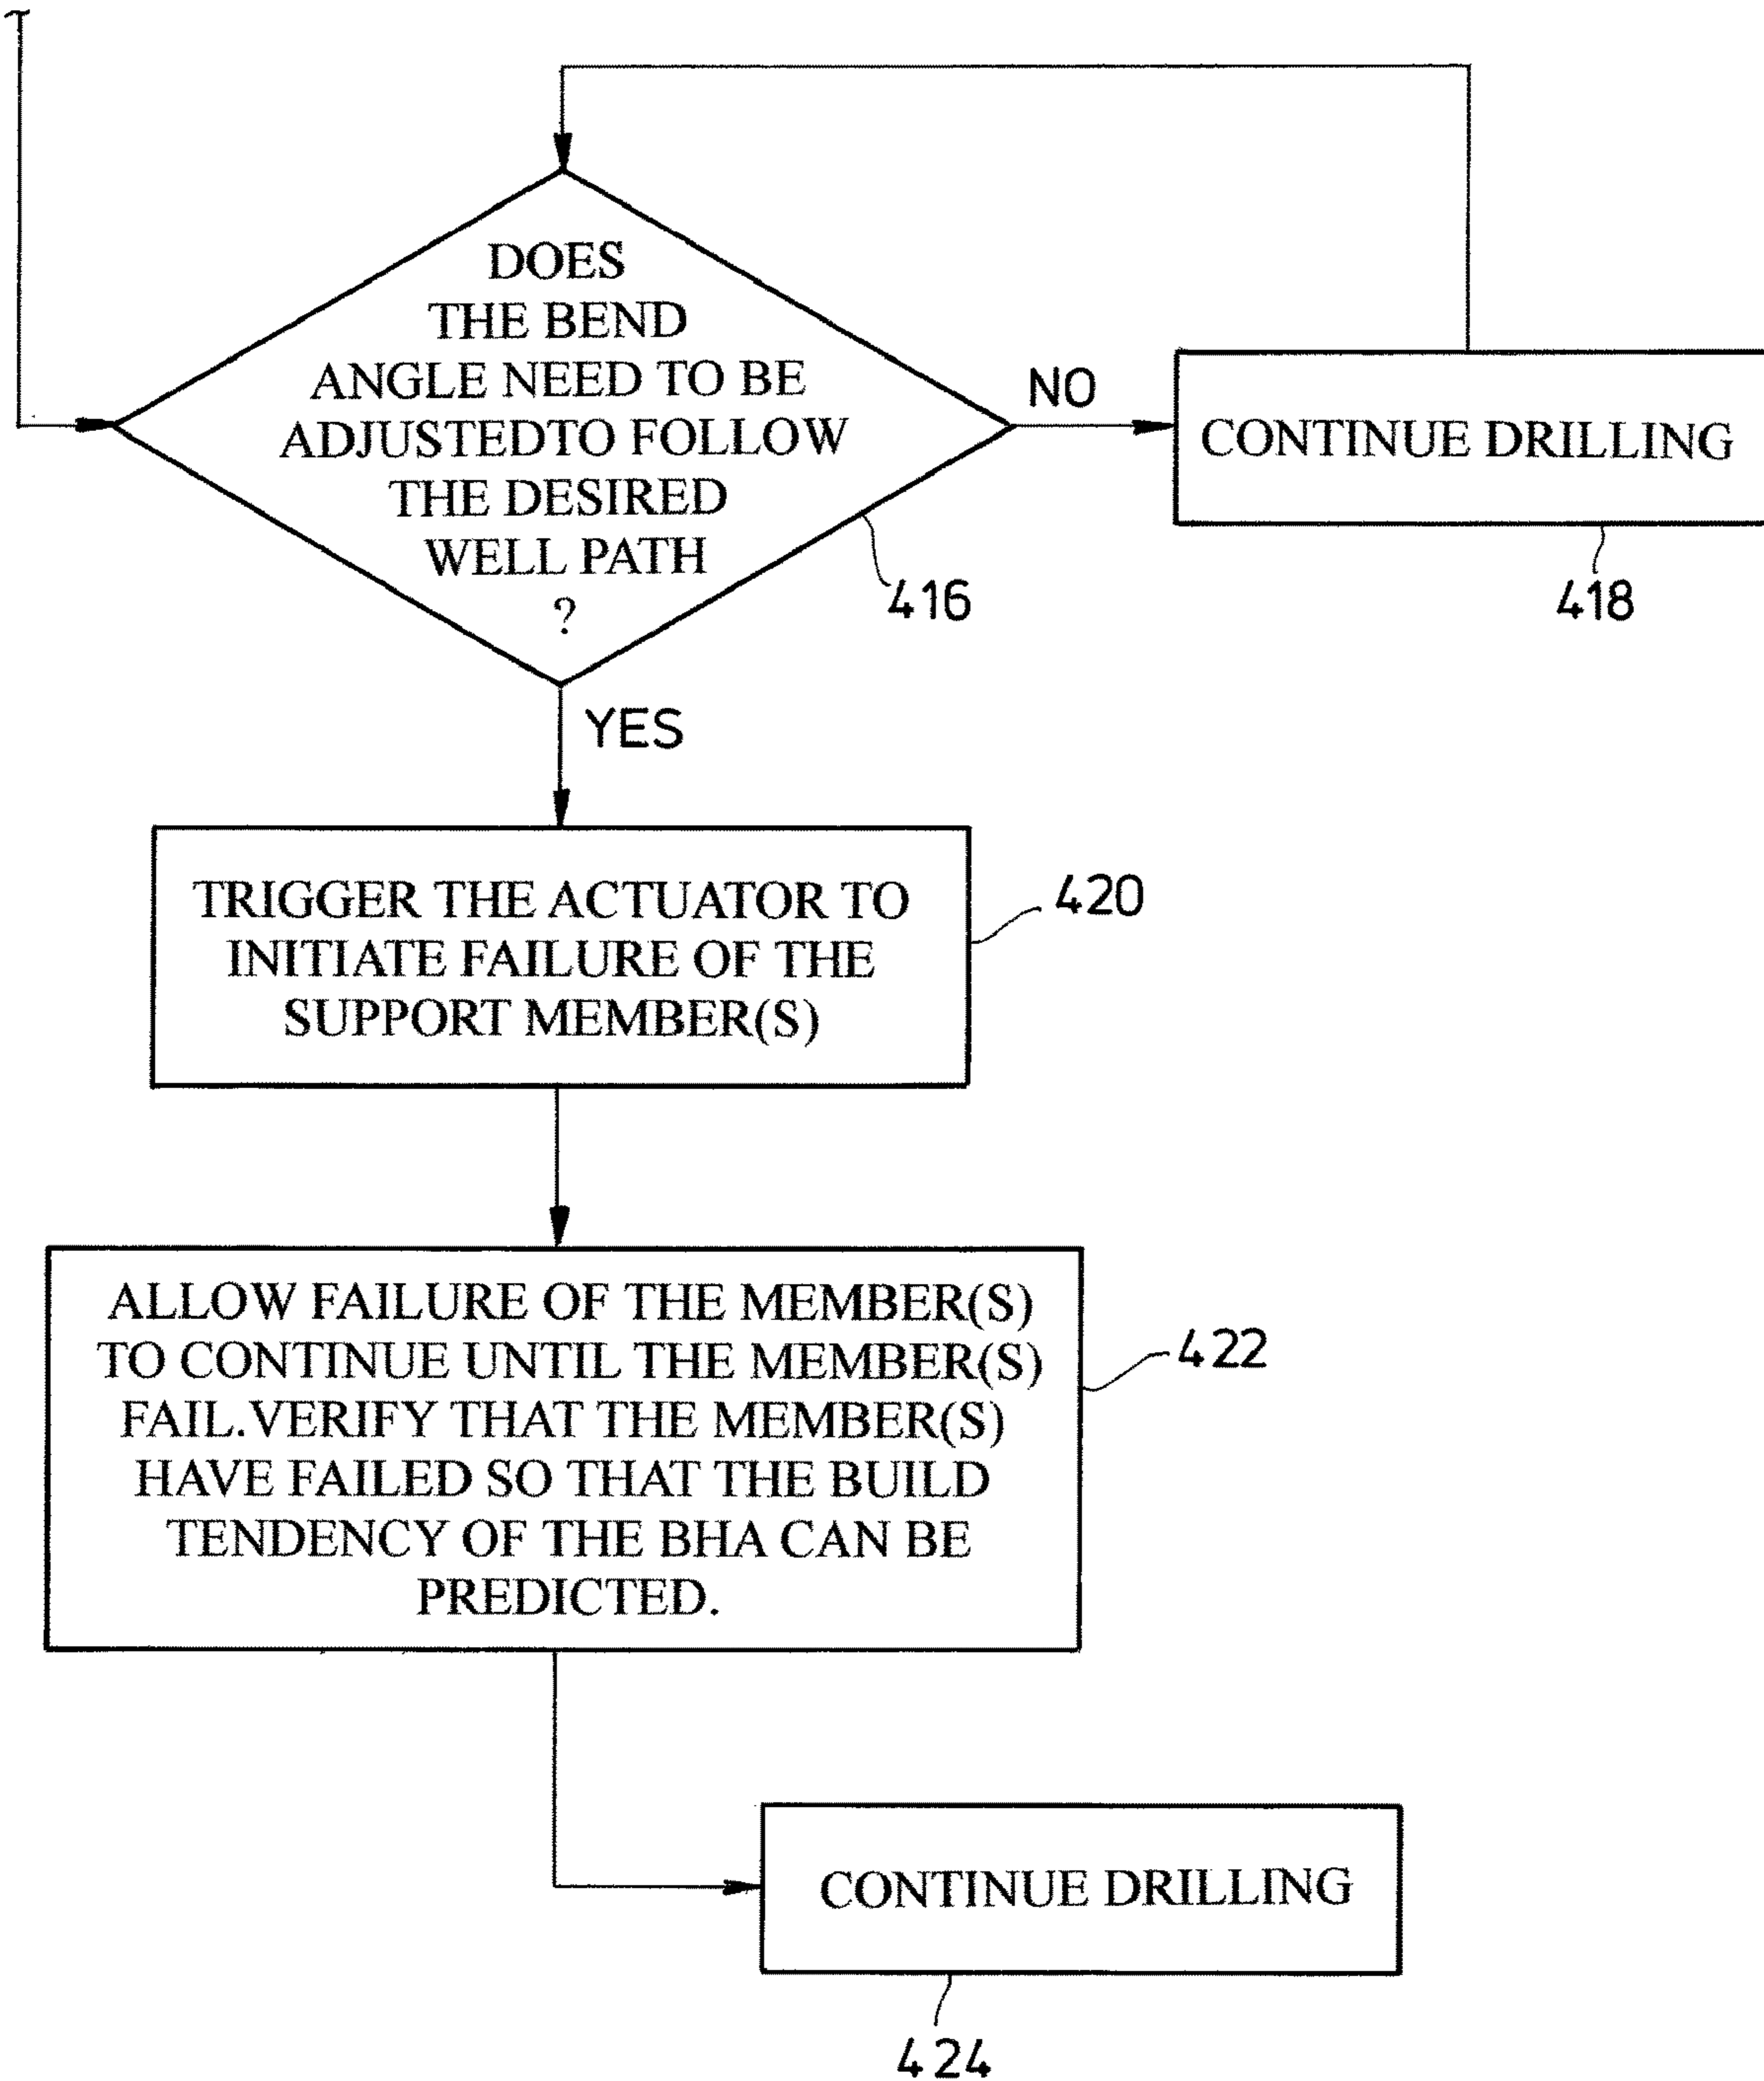 DOES
THE BEND
ANGLE NEED TO BE
ADJUSTEDTO FOLLOW
THE DESIRED
WELL PATH
?
416
NO
CONTINUE DRILLING
418
YES
TRIGGER THE ACTUATOR TO
INITIATE FAILURE OF THE
SUPPORT MEMBER(S)
420
ALLOW FAILURE OF THE MEMBER(S)
TO CONTINUE UNTIL THE MEMBER(S)
FAIL.VERIFY THAT THE MEMBER(S)
HAVE FAILED SO THAT THE BUILD
TENDENCY OF THE BHA CAN BE
PREDICTED.
422
CONTINUE DRILLING
424